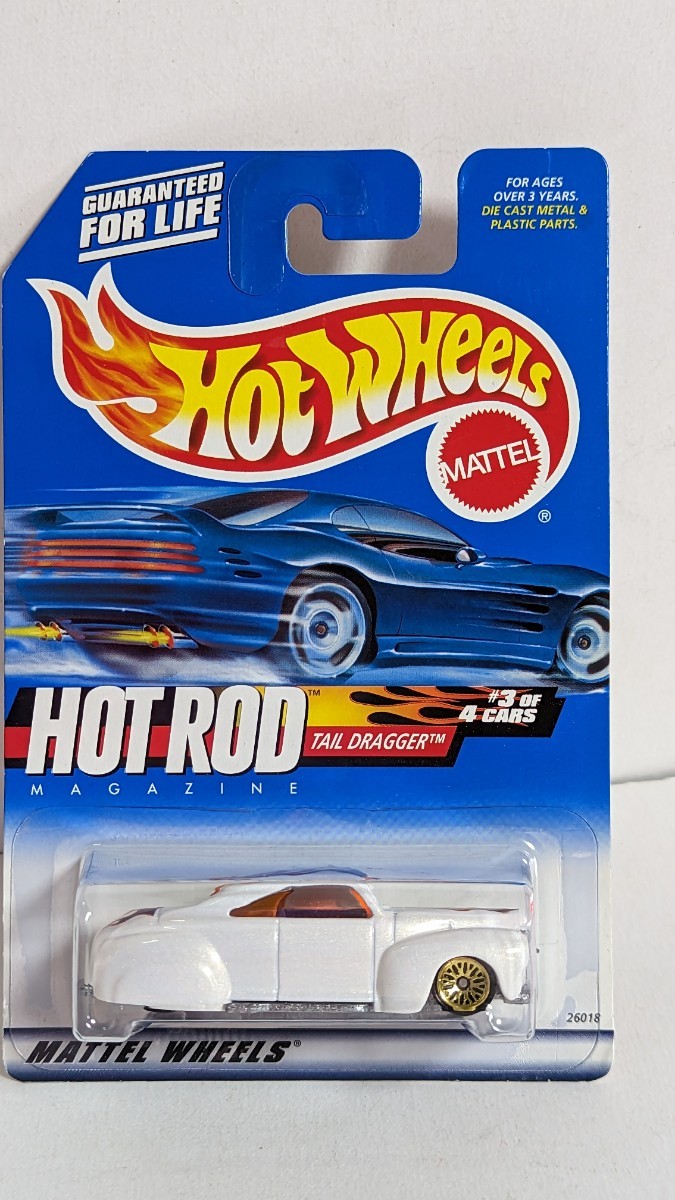 GUARANTEED
FOR LIFE
FOR AGES
OVER 3 YEARS.
DIE CAST METAL &
PLASTIC PARTS.
Hot Wheels
MATTEL
®
HOT ROD™
MAGAZINE
TAIL DRAGGER™
#3 OF
4 CARS
26018
MATTEL WHEELS®